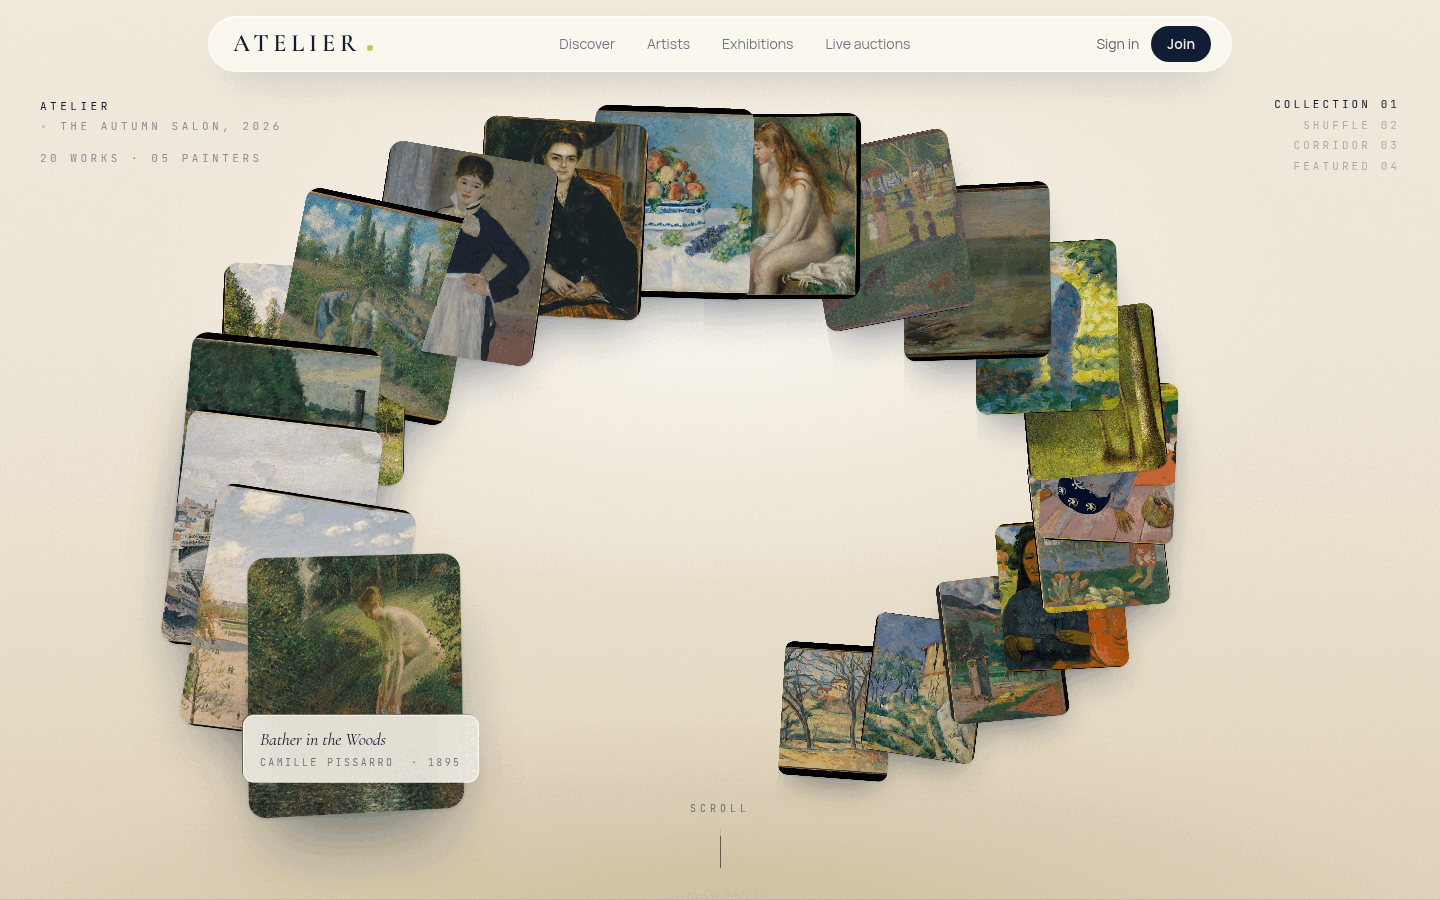 ATELIER
Discover
Artists
Exhibitions
Live auctions
Sign in
Join
ATELIER
◦ THE AUTUMN SALON, 2026
20 WORKS · 05 PAINTERS
COLLECTION 01
SHUFFLE 02
CORRIDOR 03
FEATURED 04
Bather in the Woods
CAMILLE PISSARRO · 1895
SCROLL